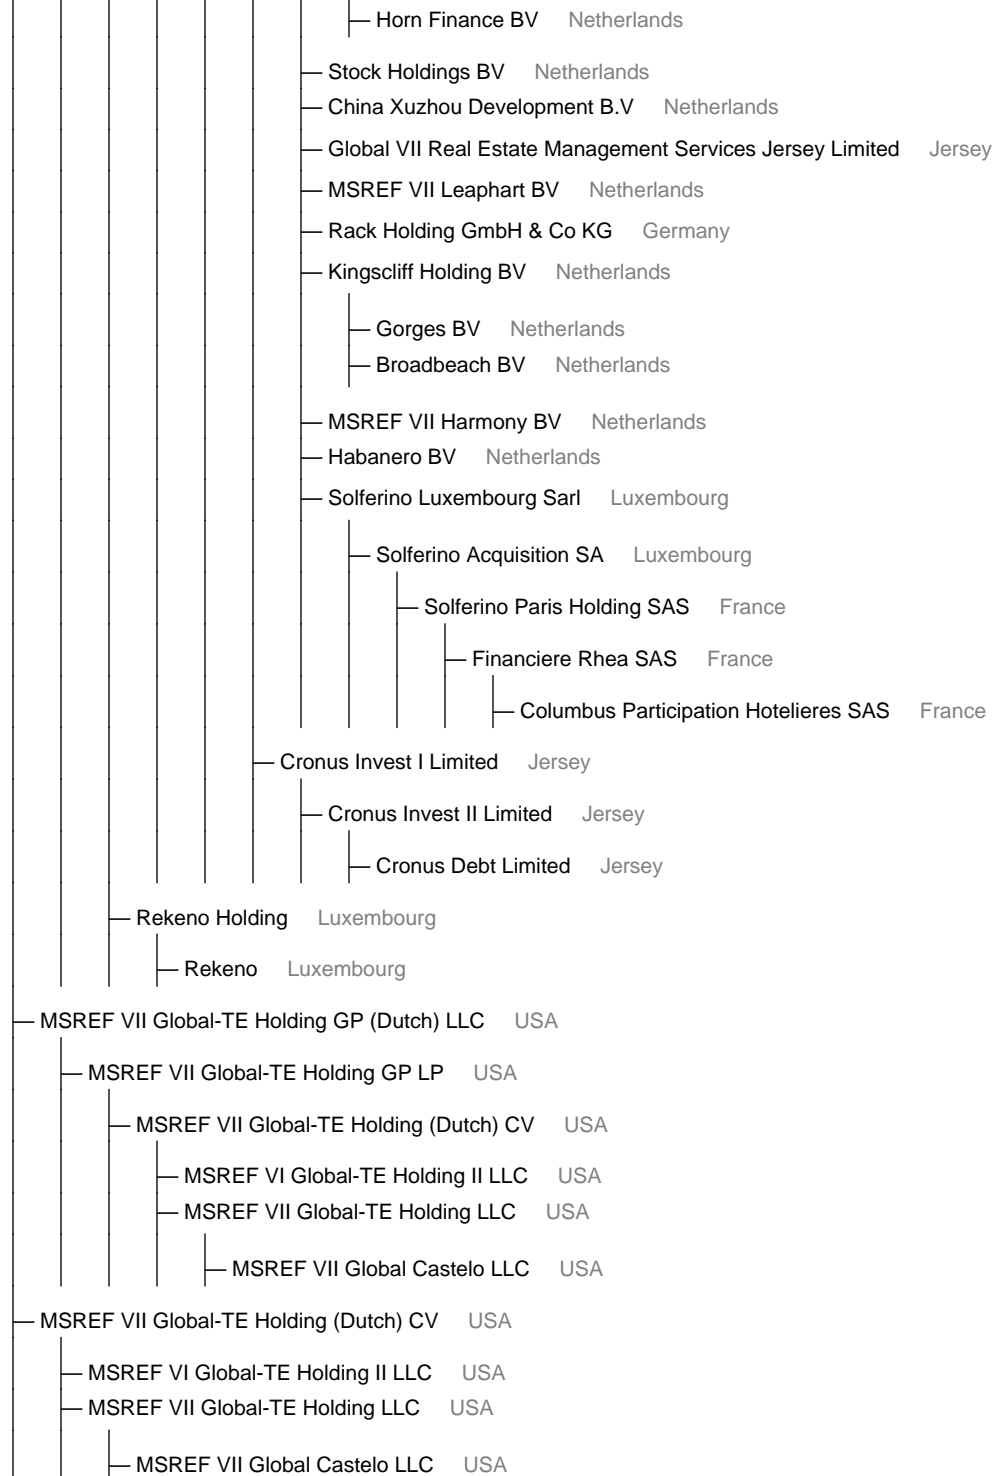 Horn Finance BV Netherlands
Stock Holdings BV Netherlands
China Xuzhou Development B.V Netherlands
Global VII Real Estate Management Services Jersey Limited Jersey
MSREF VII Leaphart BV Netherlands
Rack Holding GmbH & Co KG Germany
Kingscliff Holding BV Netherlands
Gorges BV Netherlands
Broadbeach BV Netherlands
MSREF VII Harmony BV Netherlands
Habanero BV Netherlands
Solferino Luxembourg Sarl Luxembourg
Solferino Acquisition SA Luxembourg
Solferino Paris Holding SAS France
Financiere Rhea SAS France
Columbus Participation Hotelieres SAS France
Cronus Invest I Limited Jersey
Cronus Invest II Limited Jersey
Cronus Debt Limited Jersey
Rekeno Holding Luxembourg
Rekeno Luxembourg
MSREF VII Global-TE Holding GP (Dutch) LLC USA
MSREF VII Global-TE Holding GP LP USA
MSREF VII Global-TE Holding (Dutch) CV USA
MSREF VI Global-TE Holding II LLC USA
MSREF VII Global-TE Holding LLC USA
MSREF VII Global Castelo LLC USA
MSREF VII Global-TE Holding (Dutch) CV USA
MSREF VI Global-TE Holding II LLC USA
MSREF VII Global-TE Holding LLC USA
MSREF VII Global Castelo LLC USA